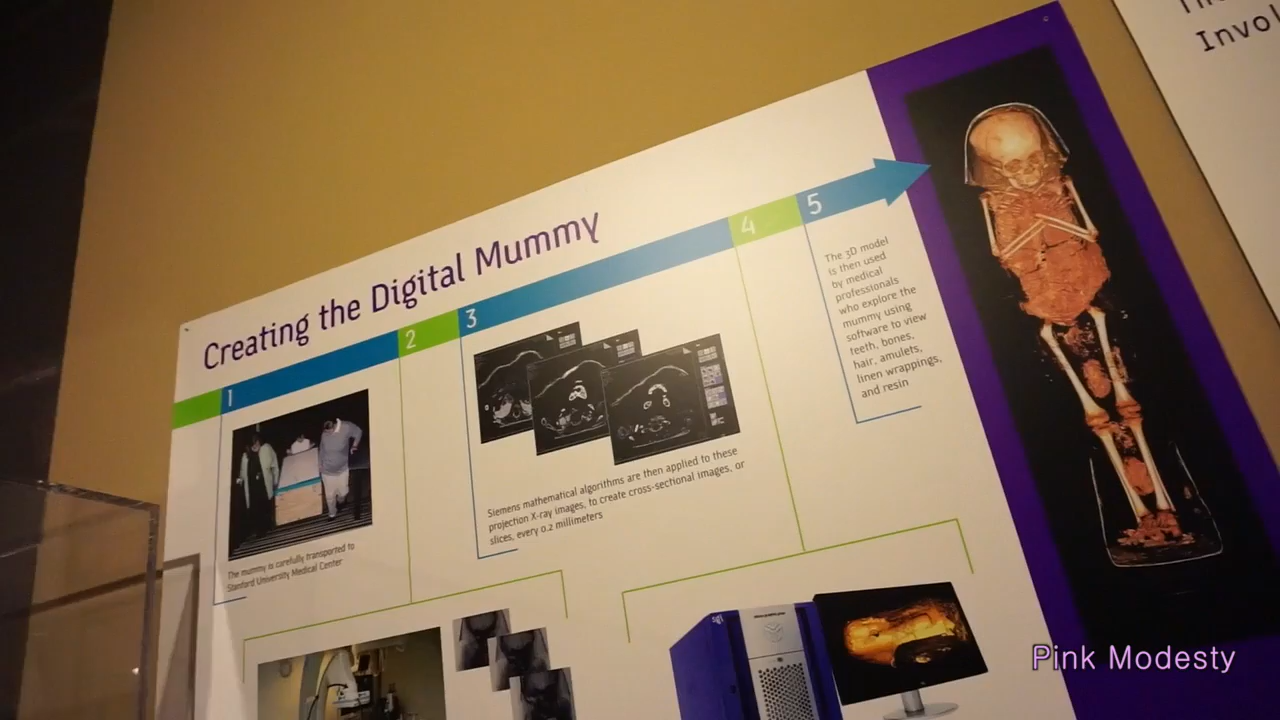 Invol
Creating the Digital Mummy
1
2
3
4
5
The mummy is carefully transported to
Stanford University Medical Center
Siemens mathematical algorithms are then applied to these
projection X-ray images, to create cross-sectional images, or
slices, every 0.2 millimeters
The 3D model
is then used
by medical
professionals
who explore the
mummy using
software to view
teeth, bones,
hair, amulets,
linen wrappings,
and resin
sgi
Pink Modesty